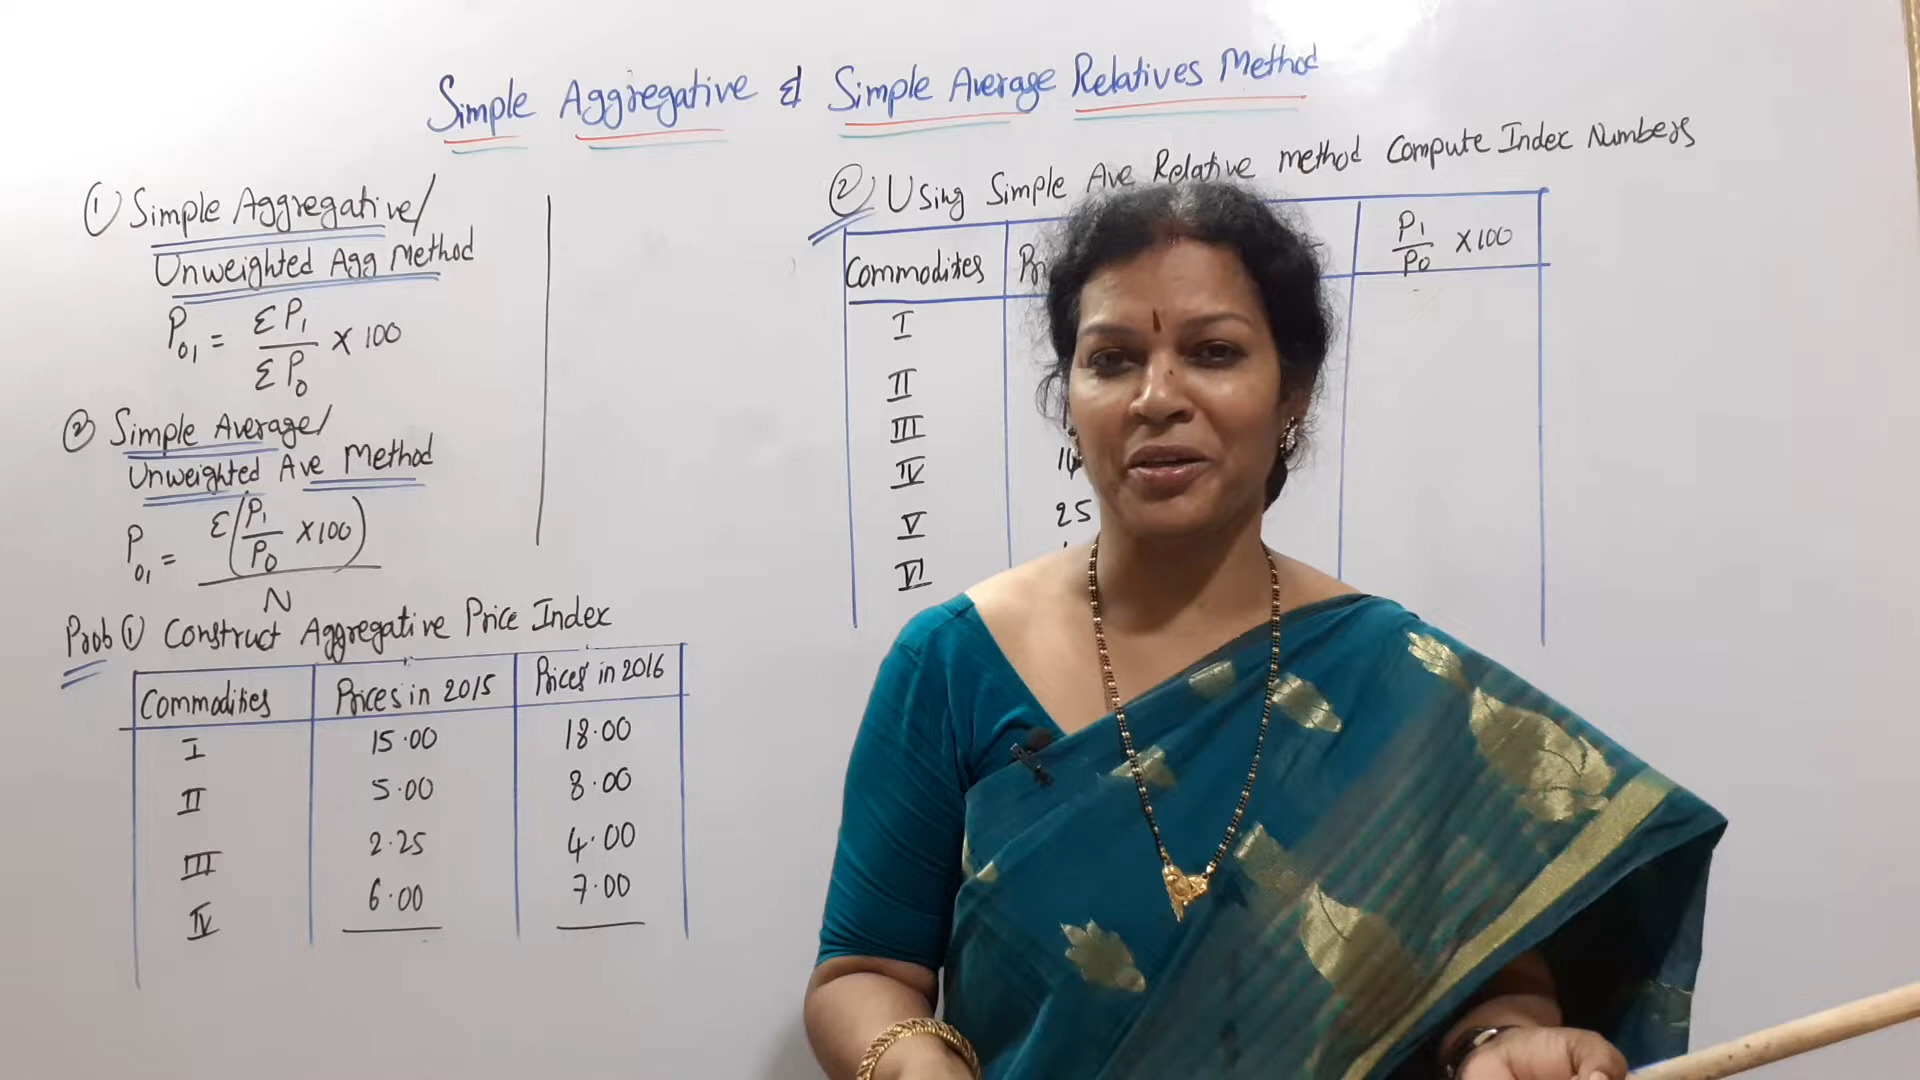 Simple Aggregative & Simple Average Relatives Method
① Simple Aggregative/
Unweighted Agg Method
P01 = ΣP1 / ΣP0 × 100
② Simple Average/
Unweighted Ave Method
P01 = Σ(P1/P0 ×100) / N
Prob ① Construct Aggregative Price Index
Commodities Prices in 2015 Prices in 2016
I 15.00 18.00
II 5.00 8.00
III 2.25 4.00
IV 6.00 7.00
② Using Simple Ave Relative method Compute Index Numbers
Commodities P1/P0 ×100
I
II
III
IV
V 25
VI